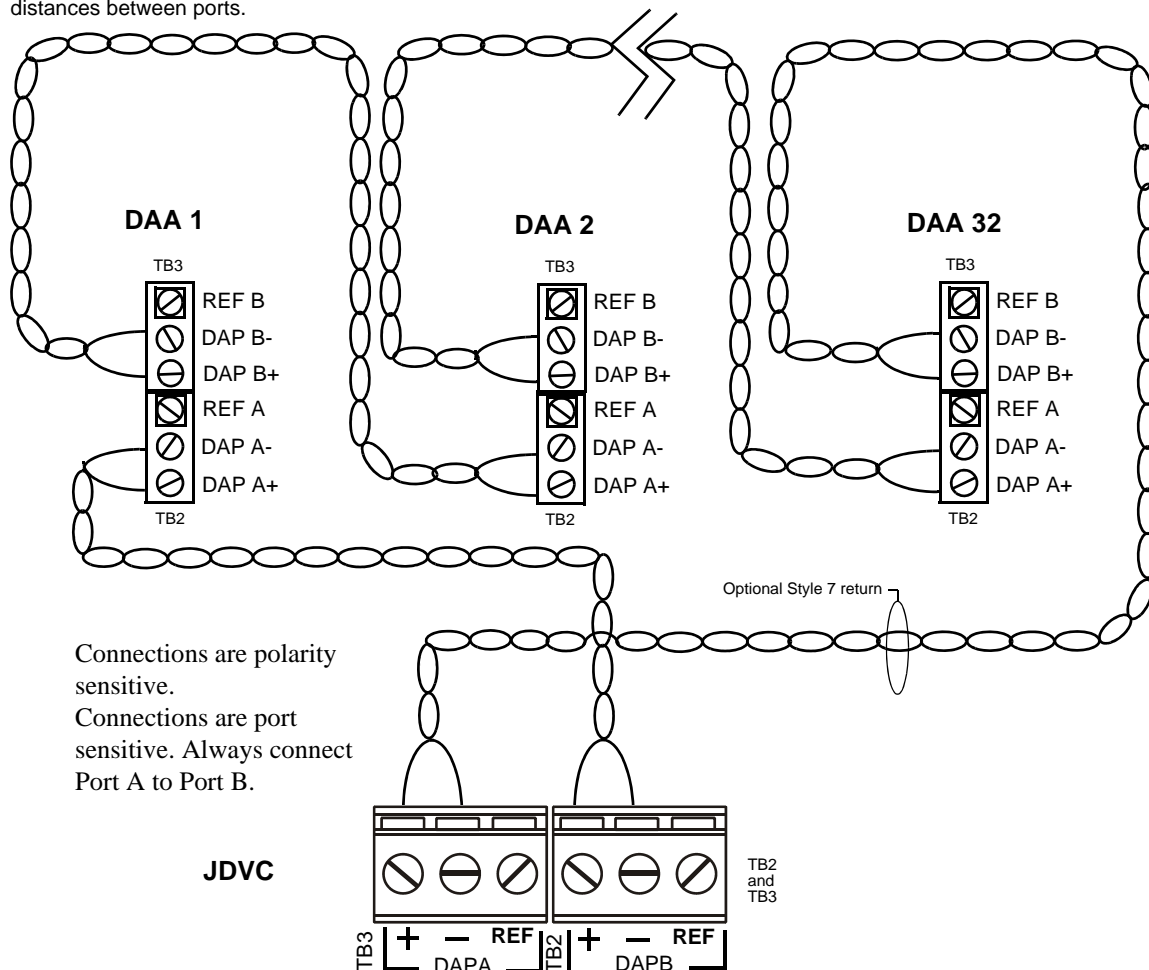 distances between ports.
DAA 1
DAA 2
DAA 32
TB3
TB3
TB3
REF B
DAP B-
DAP B+
REF A
DAP A-
DAP A+
REF B
DAP B-
DAP B+
REF A
DAP A-
DAP A+
REF B
DAP B-
DAP B+
REF A
DAP A-
DAP A+
TB2
TB2
TB2
Optional Style 7 return
Connections are polarity
sensitive.
Connections are port
sensitive. Always connect
Port A to Port B.
JDVC
TB2
and
TB3
TB3
+ − REF
DAPA
TB2
+ − REF
DAPB